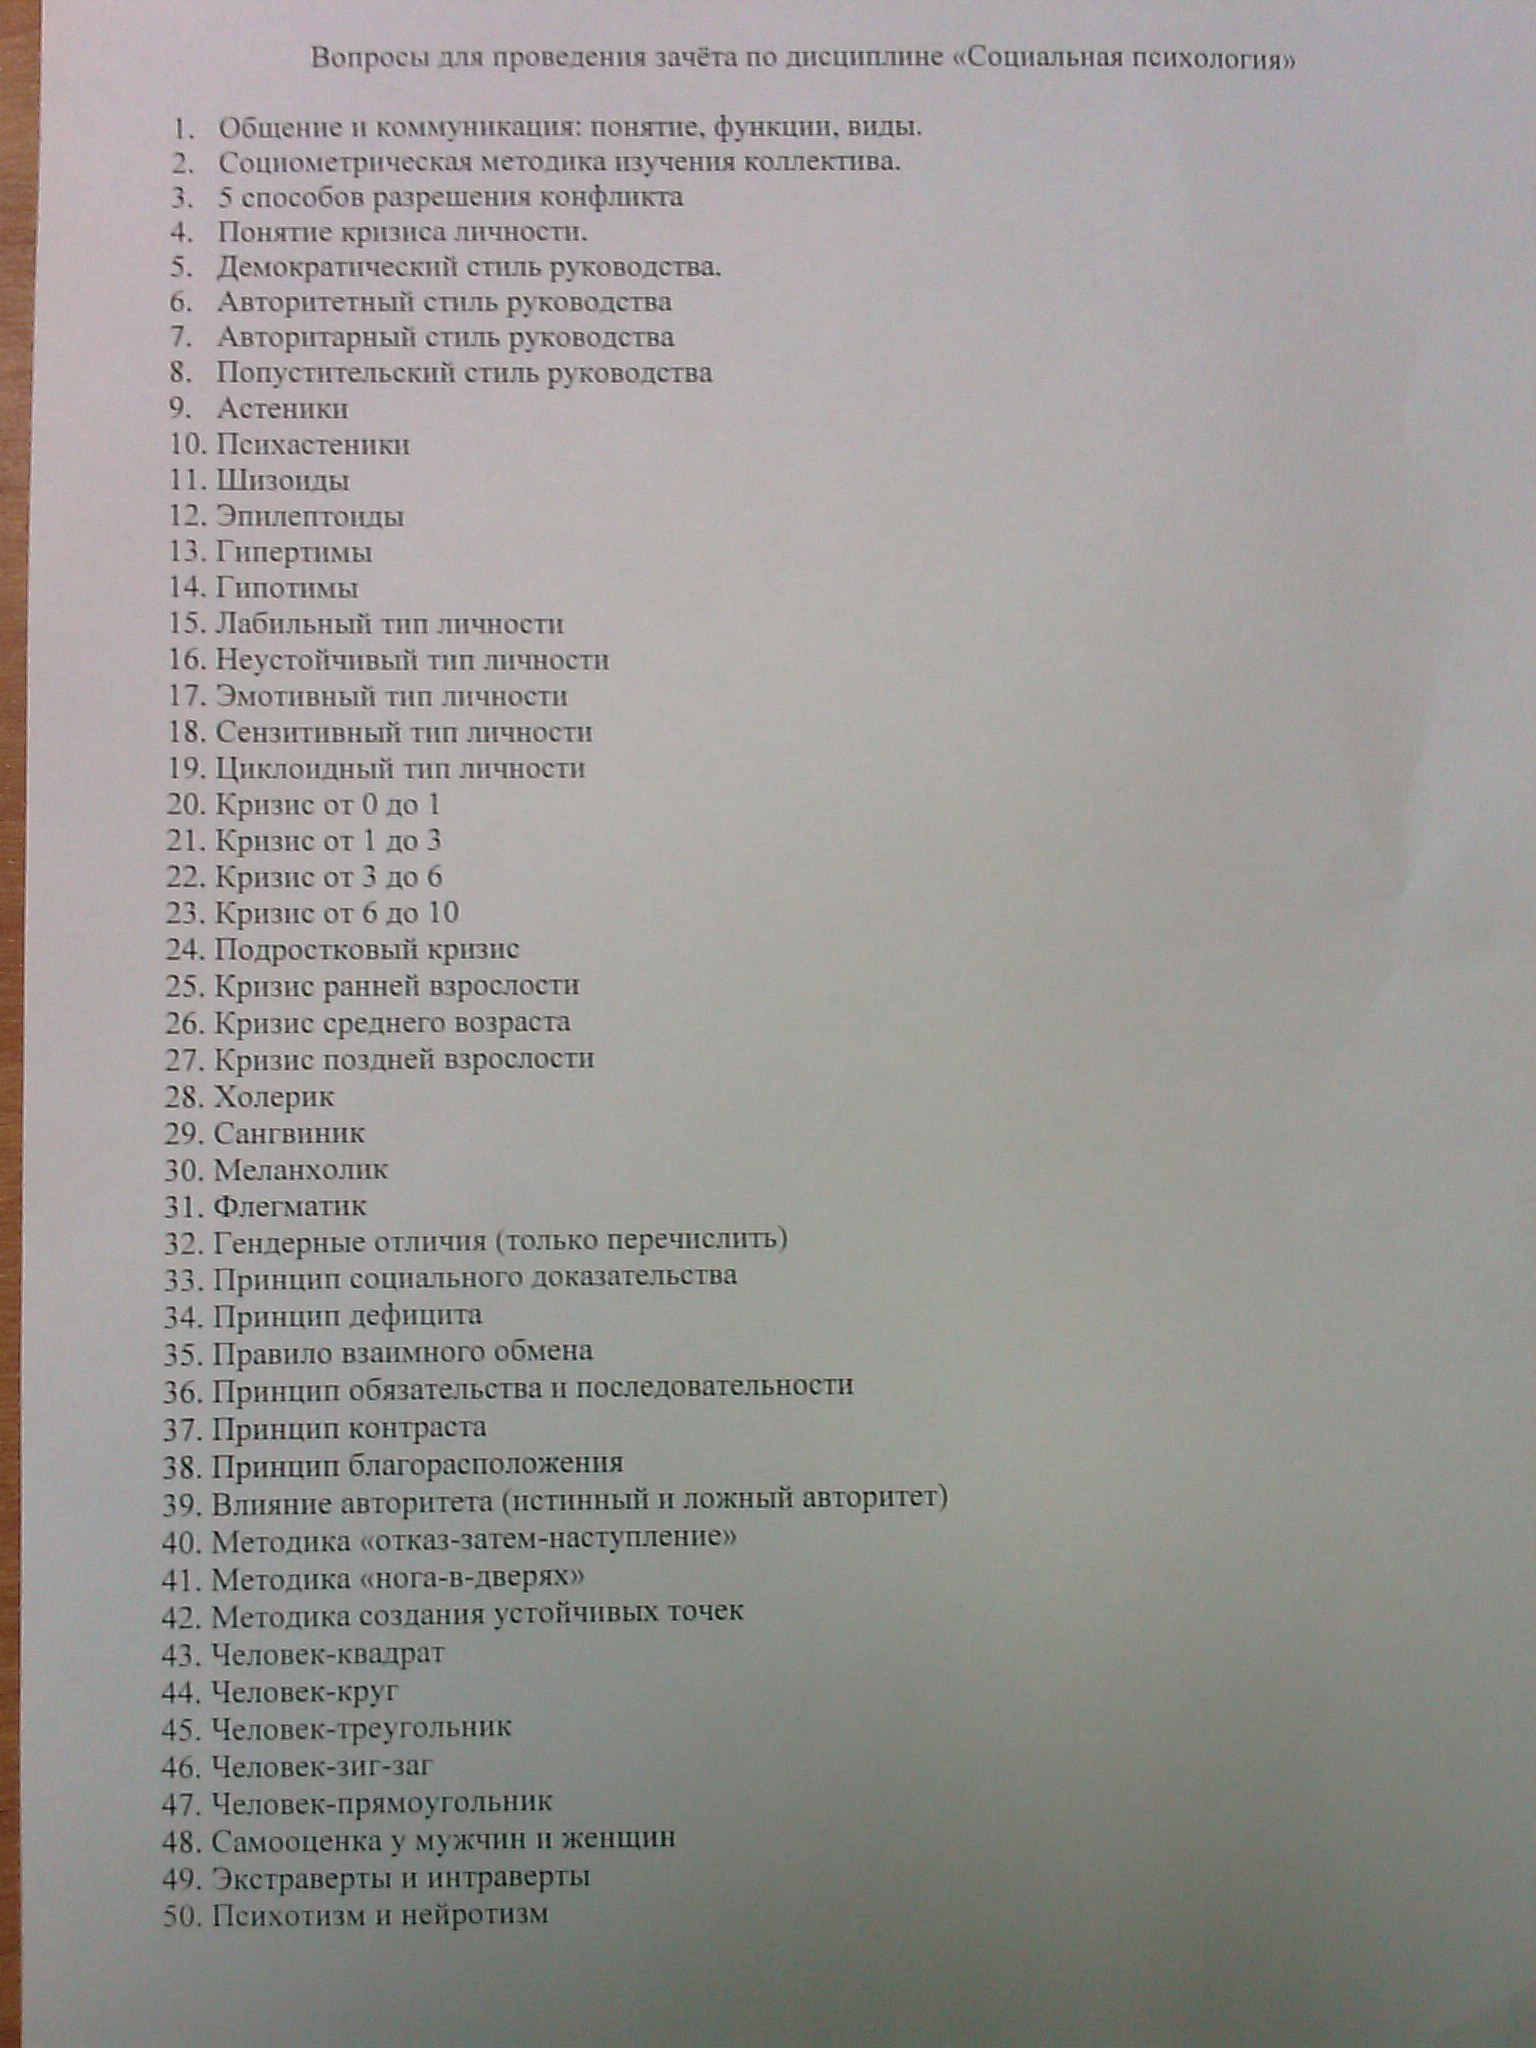 Вопросы для проведения зачёта по дисциплине «Социальная психология»
1. Общение и коммуникация: понятие, функции, виды.
2. Социометрическая методика изучения коллектива.
3. 5 способов разрешения конфликта
4. Понятие кризиса личности.
5. Демократический стиль руководства.
6. Авторитетный стиль руководства
7. Авторитарный стиль руководства
8. Попустительский стиль руководства
9. Астеники
10. Психастеники
11. Шизоиды
12. Эпилептоиды
13. Гипертимы
14. Гипотимы
15. Лабильный тип личности
16. Неустойчивый тип личности
17. Эмотивный тип личности
18. Сензитивный тип личности
19. Циклоидный тип личности
20. Кризис от 0 до 1
21. Кризис от 1 до 3
22. Кризис от 3 до 6
23. Кризис от 6 до 10
24. Подростковый кризис
25. Кризис ранней взрослости
26. Кризис среднего возраста
27. Кризис поздней взрослости
28. Холерик
29. Сангвиник
30. Меланхолик
31. Флегматик
32. Гендерные отличия (только перечислить)
33. Принцип социального доказательства
34. Принцип дефицита
35. Правило взаимного обмена
36. Принцип обязательства и последовательности
37. Принцип контраста
38. Принцип благорасположения
39. Влияние авторитета (истинный и ложный авторитет)
40. Методика «отказ-затем-наступление»
41. Методика «нога-в-дверях»
42. Методика создания устойчивых точек
43. Человек-квадрат
44. Человек-круг
45. Человек-треугольник
46. Человек-зиг-заг
47. Человек-прямоугольник
48. Самооценка у мужчин и женщин
49. Экстраверты и интраверты
50. Психотизм и нейротизм